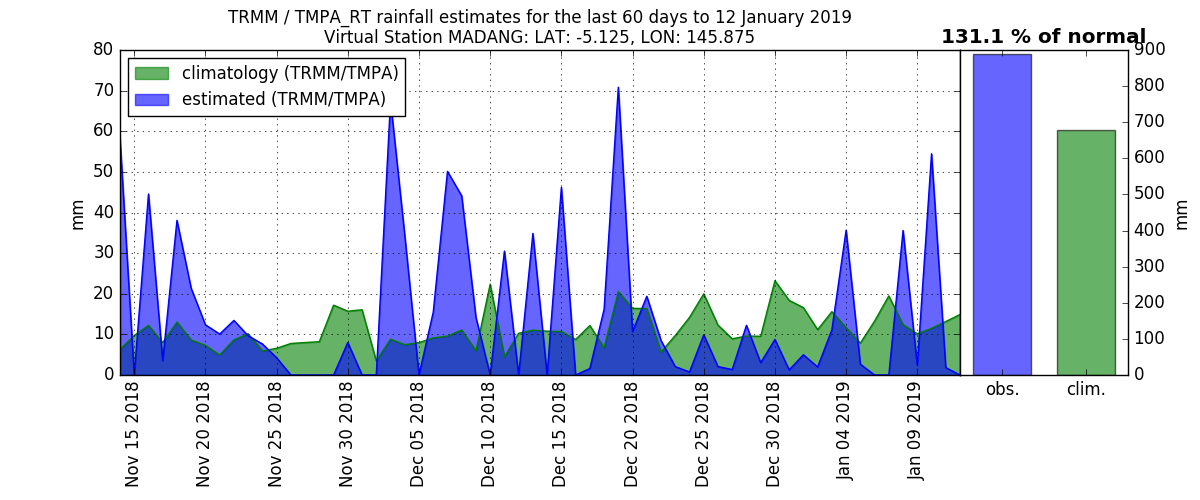 TRMM / TMPA_RT rainfall estimates for the last 60 days to 12 January 2019
Virtual Station MADANG: LAT: -5.125, LON: 145.875
131.1 % of normal
climatology (TRMM/TMPA)
estimated (TRMM/TMPA)
mm
80
70
60
50
40
30
20
10
0
Nov 15 2018
Nov 20 2018
Nov 25 2018
Nov 30 2018
Dec 05 2018
Dec 10 2018
Dec 15 2018
Dec 20 2018
Dec 25 2018
Dec 30 2018
Jan 04 2019
Jan 09 2019
obs.
clim.
900
800
700
600
500
400
300
200
100
0
mm